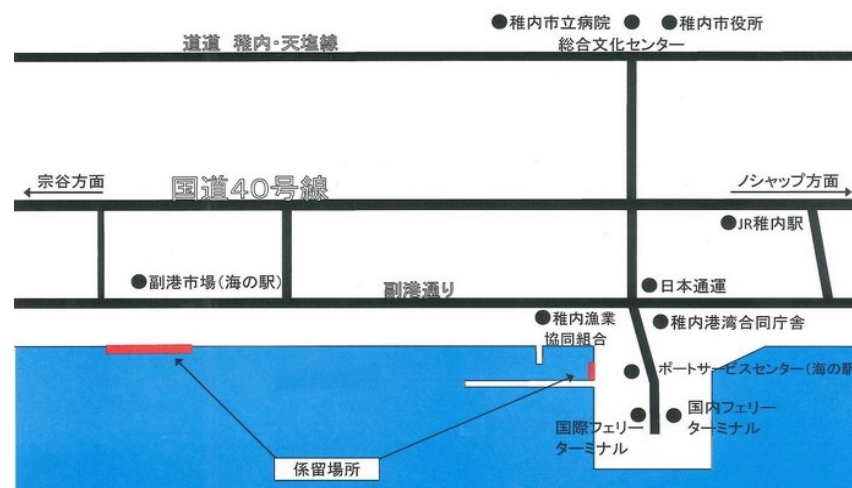 ●稚内市立病院 ● ●稚内市役所
総合文化センター
道道 稚内・天塩線
宗谷方面
国道40号線
ノシャップ方面
●JR稚内駅
●副港市場(海の駅)
副港通り
●日本通運
●稚内漁業
協同組合
●稚内港湾合同庁舎
● ポートサービスセンター(海の駅
国際フェリー ●
ターミナル
● 国内フェリー
ターミナル
係留場所